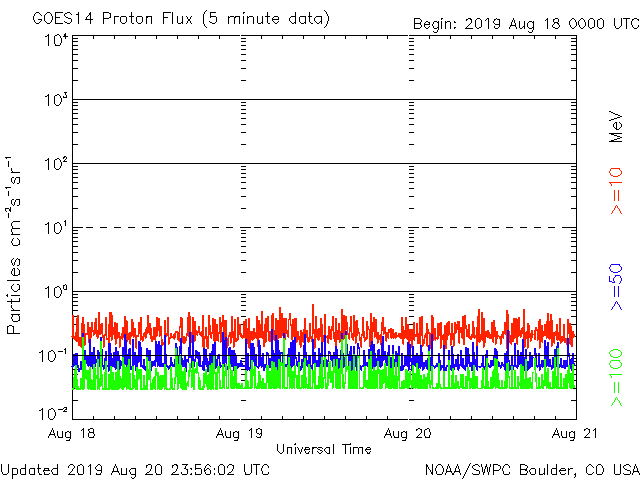 GOES14 Proton Flux (5 minute data)
Begin: 2019 Aug 18 0000 UTC
Particles cm⁻²s⁻¹sr⁻¹
10⁴
10³
10²
10¹
10⁰
10⁻¹
10⁻²
MeV
>=10
>=50
>=100
Aug 18 Aug 19 Aug 20 Aug 21
Universal Time
Updated 2019 Aug 20 23:56:02 UTC
NOAA/SWPC Boulder, CO USA